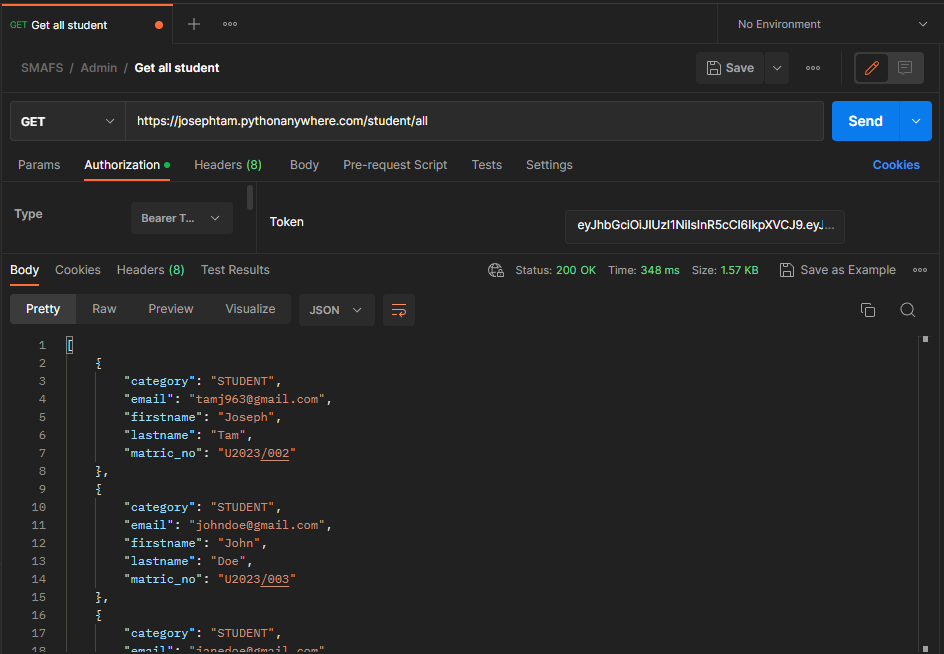 GET Get all student No Environment
SMAFS / Admin / Get all student Save
GET https://josephtam.pythonanywhere.com/student/all Send
Params Authorization Headers (8) Body Pre-request Script Tests Settings Cookies
Type Bearer T... Token eyJhbGciOiJIUzI1NiIsInR5cCI6IkpXVCJ9.eyJ...
Body Cookies Headers (8) Test Results Status: 200 OK Time: 348 ms Size: 1.57 KB Save as Example
Pretty Raw Preview Visualize JSON
1 [
2 {
3 "category": "STUDENT",
4 "email": "tamj963@gmail.com",
5 "firstname": "Joseph",
6 "lastname": "Tam",
7 "matric_no": "U2023/002"
8 },
9 {
10 "category": "STUDENT",
11 "email": "johndoe@gmail.com",
12 "firstname": "John",
13 "lastname": "Doe",
14 "matric_no": "U2023/003"
15 },
16 {
17 "category": "STUDENT",
18 "email": "janedoe@gmail.com"